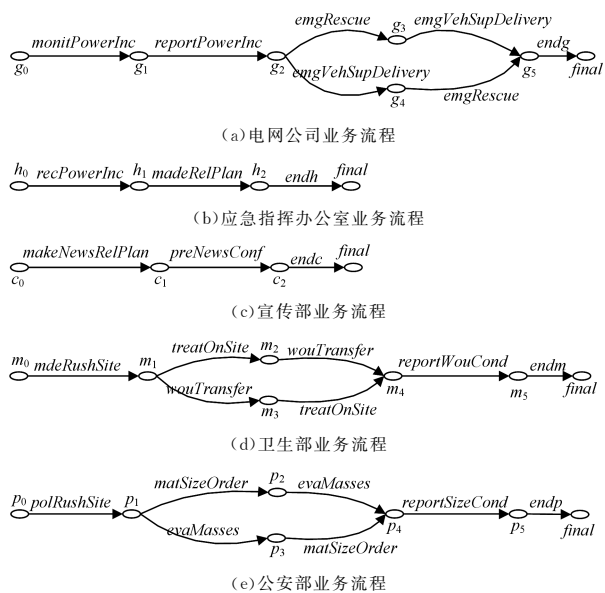 emgRescue g₃ emgVehSupDelivery
monitPowerInc reportPowerInc endg
g₀ g₁ g₂ emgVehSupDelivery g₅ final
g₄ emgRescue
(a)电网公司业务流程
h₀ recPowerInc h₁ madeRelPlan h₂ endh final
(b)应急指挥办公室业务流程
makeNewsRelPlan preNewsConf endc final
c₀ c₁ c₂
(c)宣传部业务流程
treatOnSite m₂ wouTransfer
m₀ mdeRushSite m₁ reportWouCond endm
wouTransfer m₃ treatOnSite m₄ m₅ final
(d)卫生部业务流程
matSizeOrder p₂ evaMasses
p₀ polRushSite p₁ reportSizeCond endp
evaMasses p₃ matSizeOrder p₄ p₅ final
(e)公安部业务流程